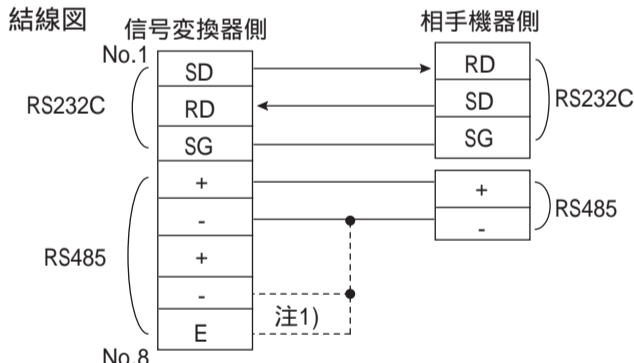 結線図
信号変換器側
相手機器側
No.1
SD
RD
RS232C
RD
SD
RS232C
SG
SG
+
+
-
-
RS485
RS485
+
-
注1)
E
No.8